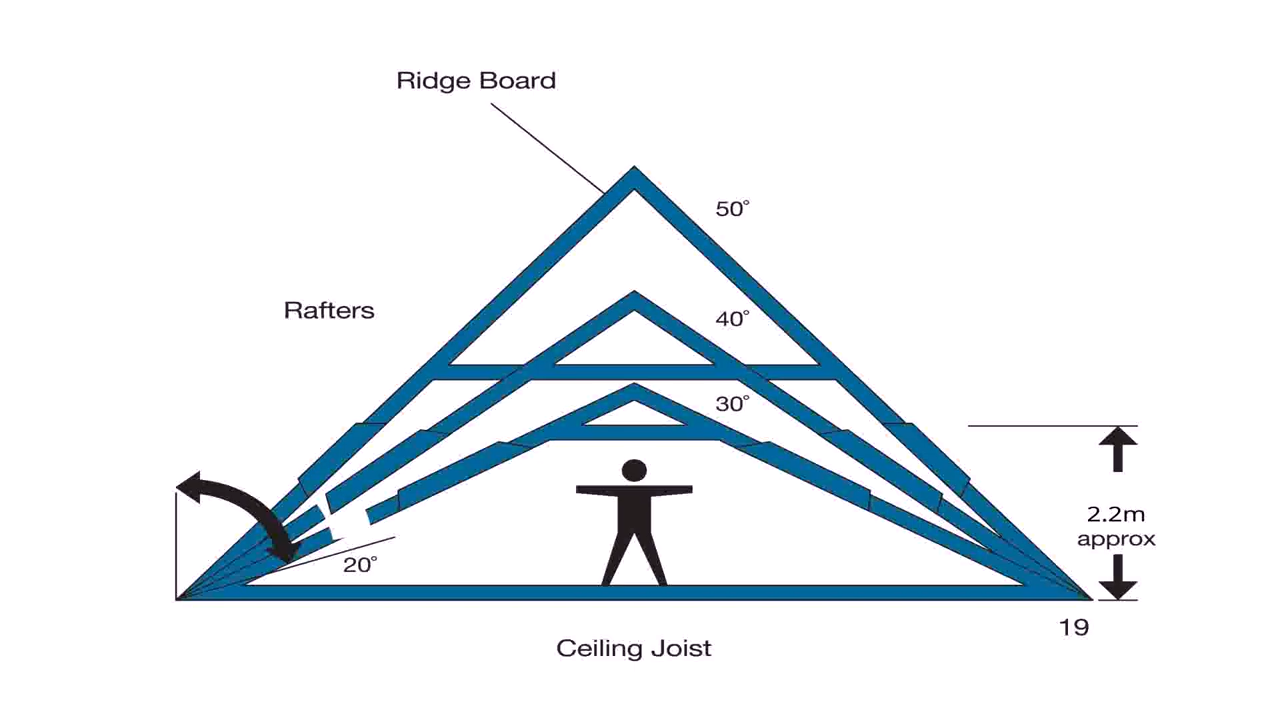 Ridge Board
50°
Rafters
40°
30°
2.2m
approx
20°
19
Ceiling Joist